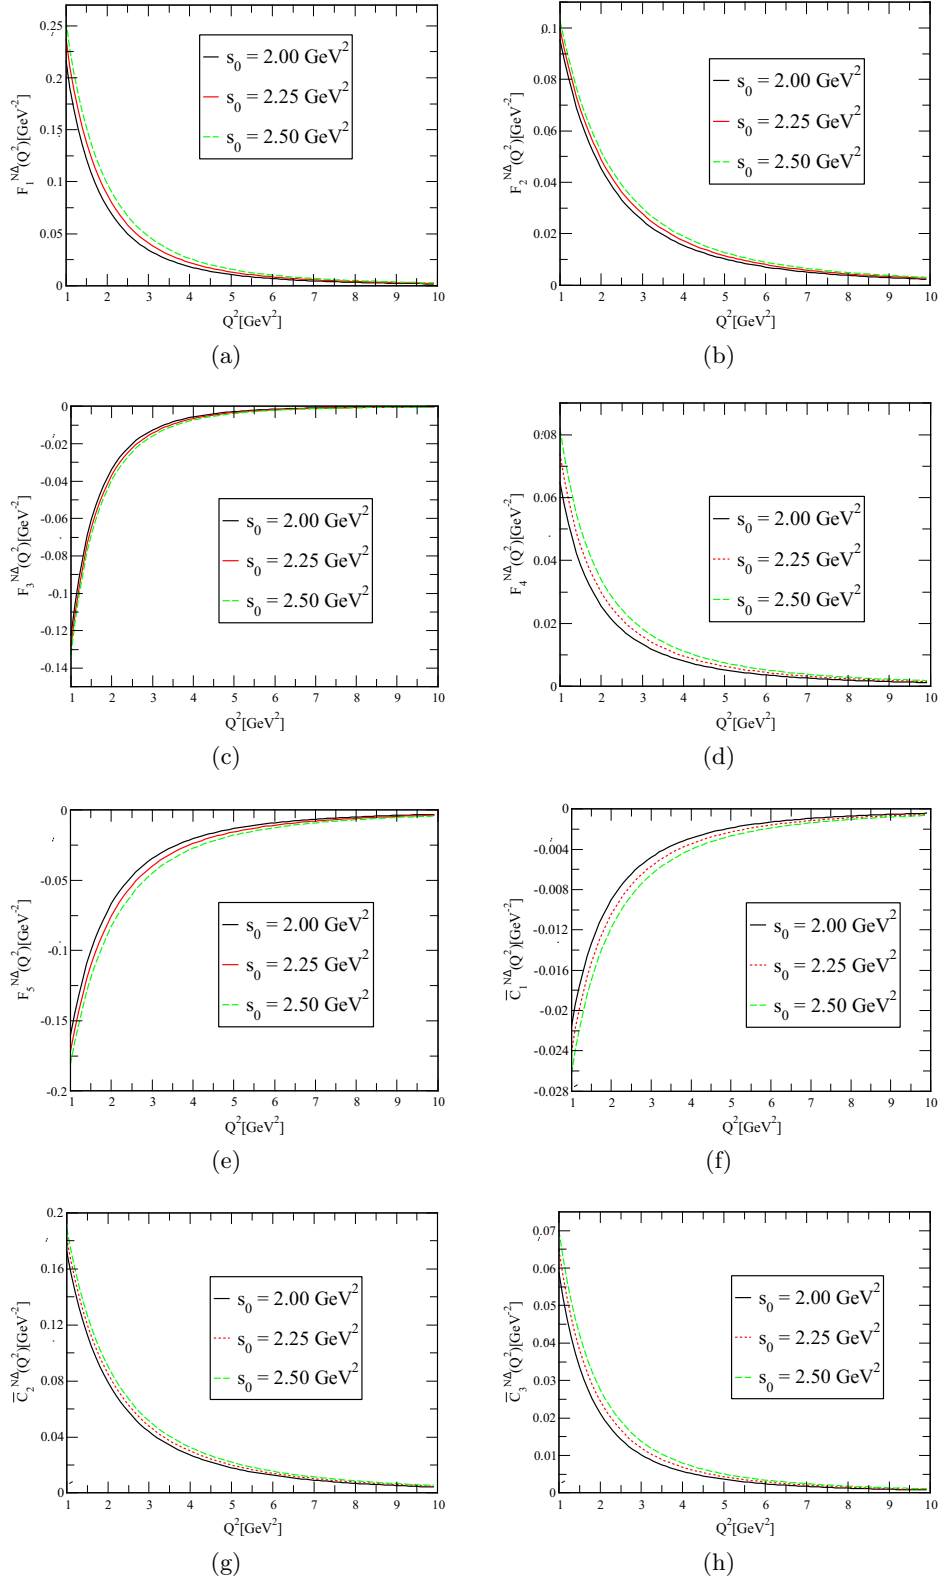 F_1^{NΔ}(Q^2)[GeV^-2]
0.25
0.2
0.15
0.1
0.05
0
s_0 = 2.00 GeV^2
s_0 = 2.25 GeV^2
s_0 = 2.50 GeV^2
1 2 3 4 5 6 7 8 9 10
Q^2[GeV^2]
(a)
F_2^{NΔ}(Q^2)[GeV^-2]
0.1
0.08
0.06
0.04
0.02
0
s_0 = 2.00 GeV^2
s_0 = 2.25 GeV^2
s_0 = 2.50 GeV^2
1 2 3 4 5 6 7 8 9 10
Q^2[GeV^2]
(b)
F_3^{NΔ}(Q^2)[GeV^-2]
0
-0.02
-0.04
-0.06
-0.08
-0.1
-0.12
-0.14
s_0 = 2.00 GeV^2
s_0 = 2.25 GeV^2
s_0 = 2.50 GeV^2
1 2 3 4 5 6 7 8 9 10
Q^2[GeV^2]
(c)
F_4^{NΔ}(Q^2)[GeV^-2]
0.08
0.06
0.04
0.02
0
s_0 = 2.00 GeV^2
s_0 = 2.25 GeV^2
s_0 = 2.50 GeV^2
1 2 3 4 5 6 7 8 9 10
Q^2[GeV^2]
(d)
F_5^{NΔ}(Q^2)[GeV^-2]
0
-0.05
-0.1
-0.15
-0.2
s_0 = 2.00 GeV^2
s_0 = 2.25 GeV^2
s_0 = 2.50 GeV^2
1 2 3 4 5 6 7 8 9 10
Q^2[GeV^2]
(e)
C̅_1^{NΔ}(Q^2)[GeV^-2]
0
-0.004
-0.008
-0.012
-0.016
-0.02
-0.024
-0.028
s_0 = 2.00 GeV^2
s_0 = 2.25 GeV^2
s_0 = 2.50 GeV^2
1 2 3 4 5 6 7 8 9 10
Q^2[GeV^2]
(f)
C̅_2^{NΔ}(Q^2)[GeV^-2]
0.2
0.16
0.12
0.08
0.04
0
s_0 = 2.00 GeV^2
s_0 = 2.25 GeV^2
s_0 = 2.50 GeV^2
1 2 3 4 5 6 7 8 9 10
Q^2[GeV^2]
(g)
C̅_3^{NΔ}(Q^2)[GeV^-2]
0.07
0.06
0.05
0.04
0.03
0.02
0.01
0
s_0 = 2.00 GeV^2
s_0 = 2.25 GeV^2
s_0 = 2.50 GeV^2
1 2 3 4 5 6 7 8 9 10
Q^2[GeV^2]
(h)